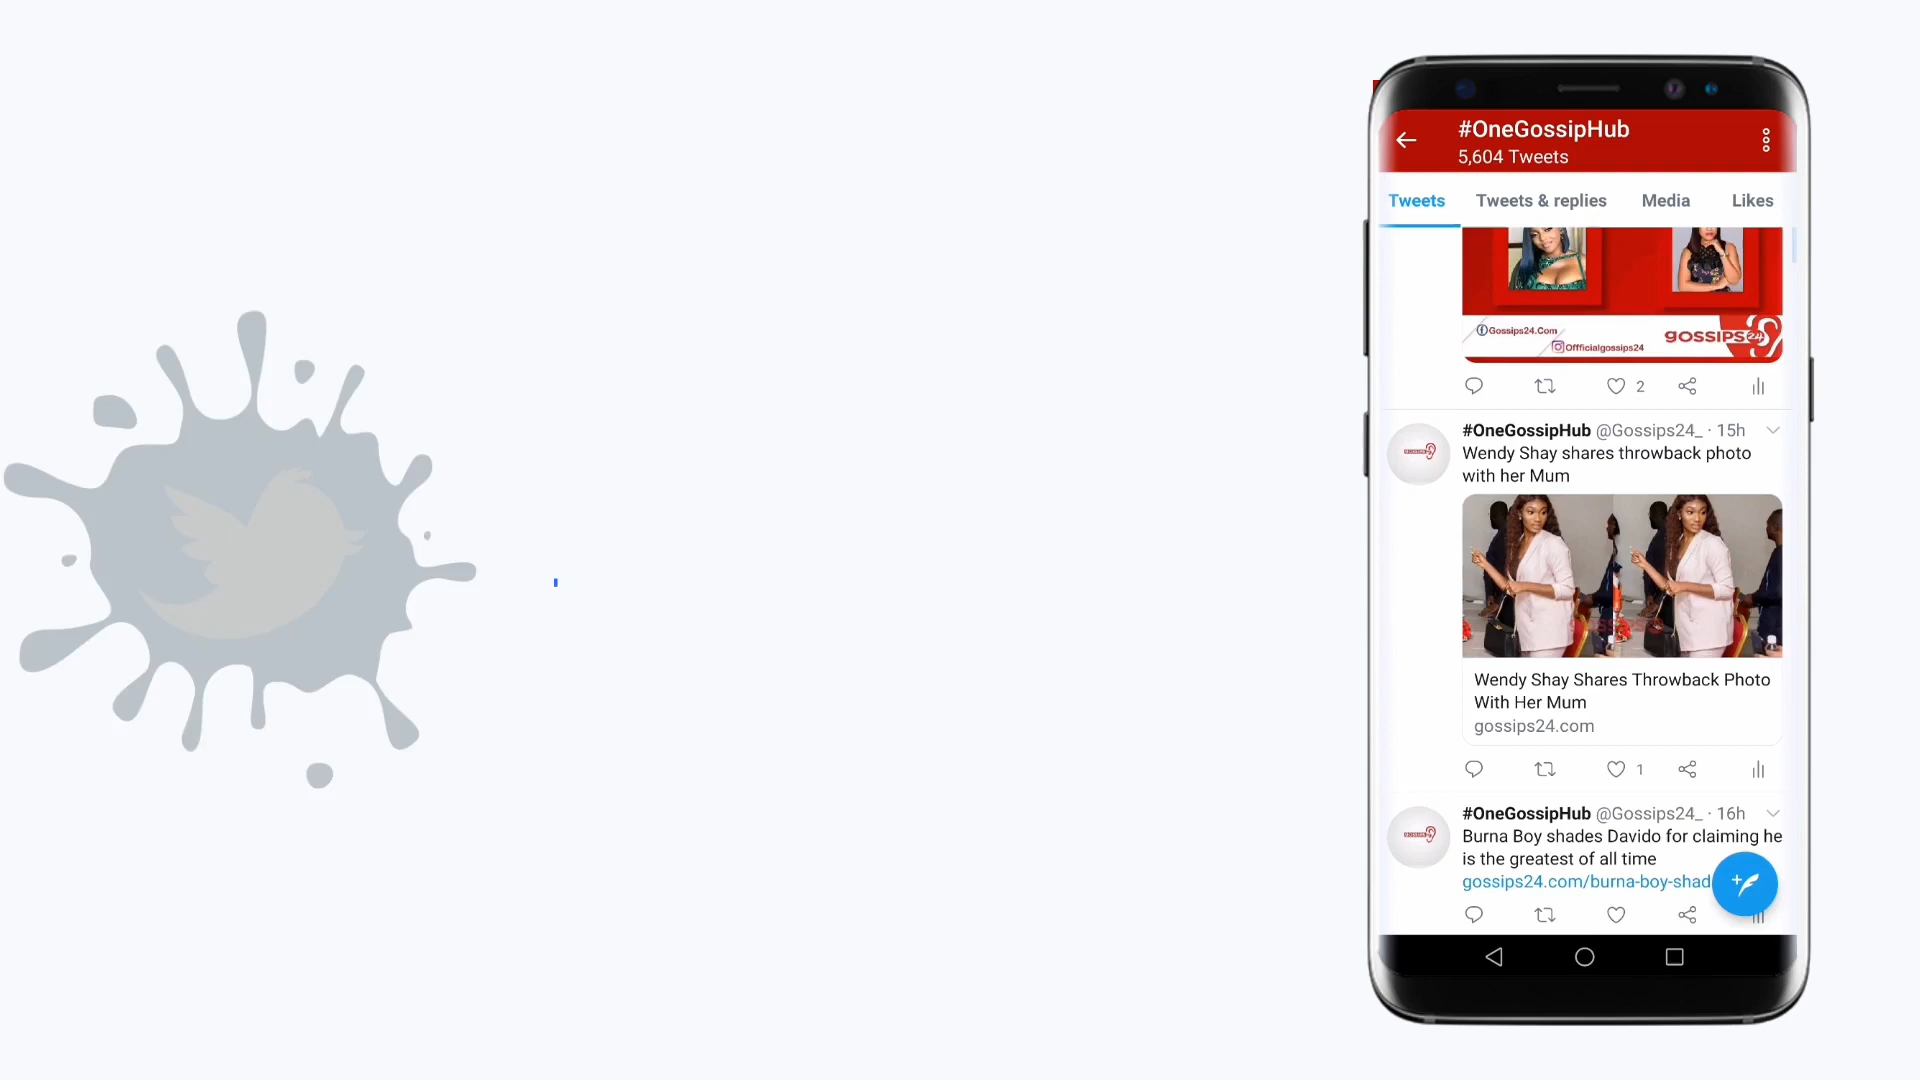 #OneGossipHub
5,604 Tweets
Tweets
Tweets & replies
Media
Likes
Gossips24.Com
Offficialgossips24
gossips24
2
#OneGossipHub @Gossips24_ · 15h
Wendy Shay shares throwback photo
with her Mum
Wendy Shay Shares Throwback Photo
With Her Mum
gossips24.com
1
#OneGossipHub @Gossips24_ · 16h
Burna Boy shades Davido for claiming he
is the greatest of all time
gossips24.com/burna-boy-shad